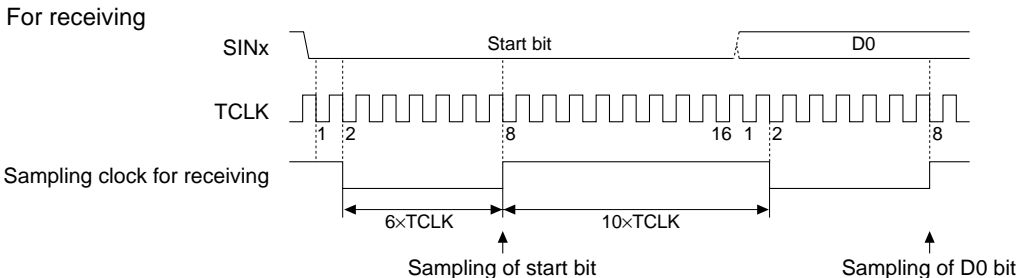 For receiving
SINx Start bit D0
TCLK
1 2 8 16 1 2 8
Sampling clock for receiving
6×TCLK 10×TCLK
Sampling of start bit Sampling of D0 bit